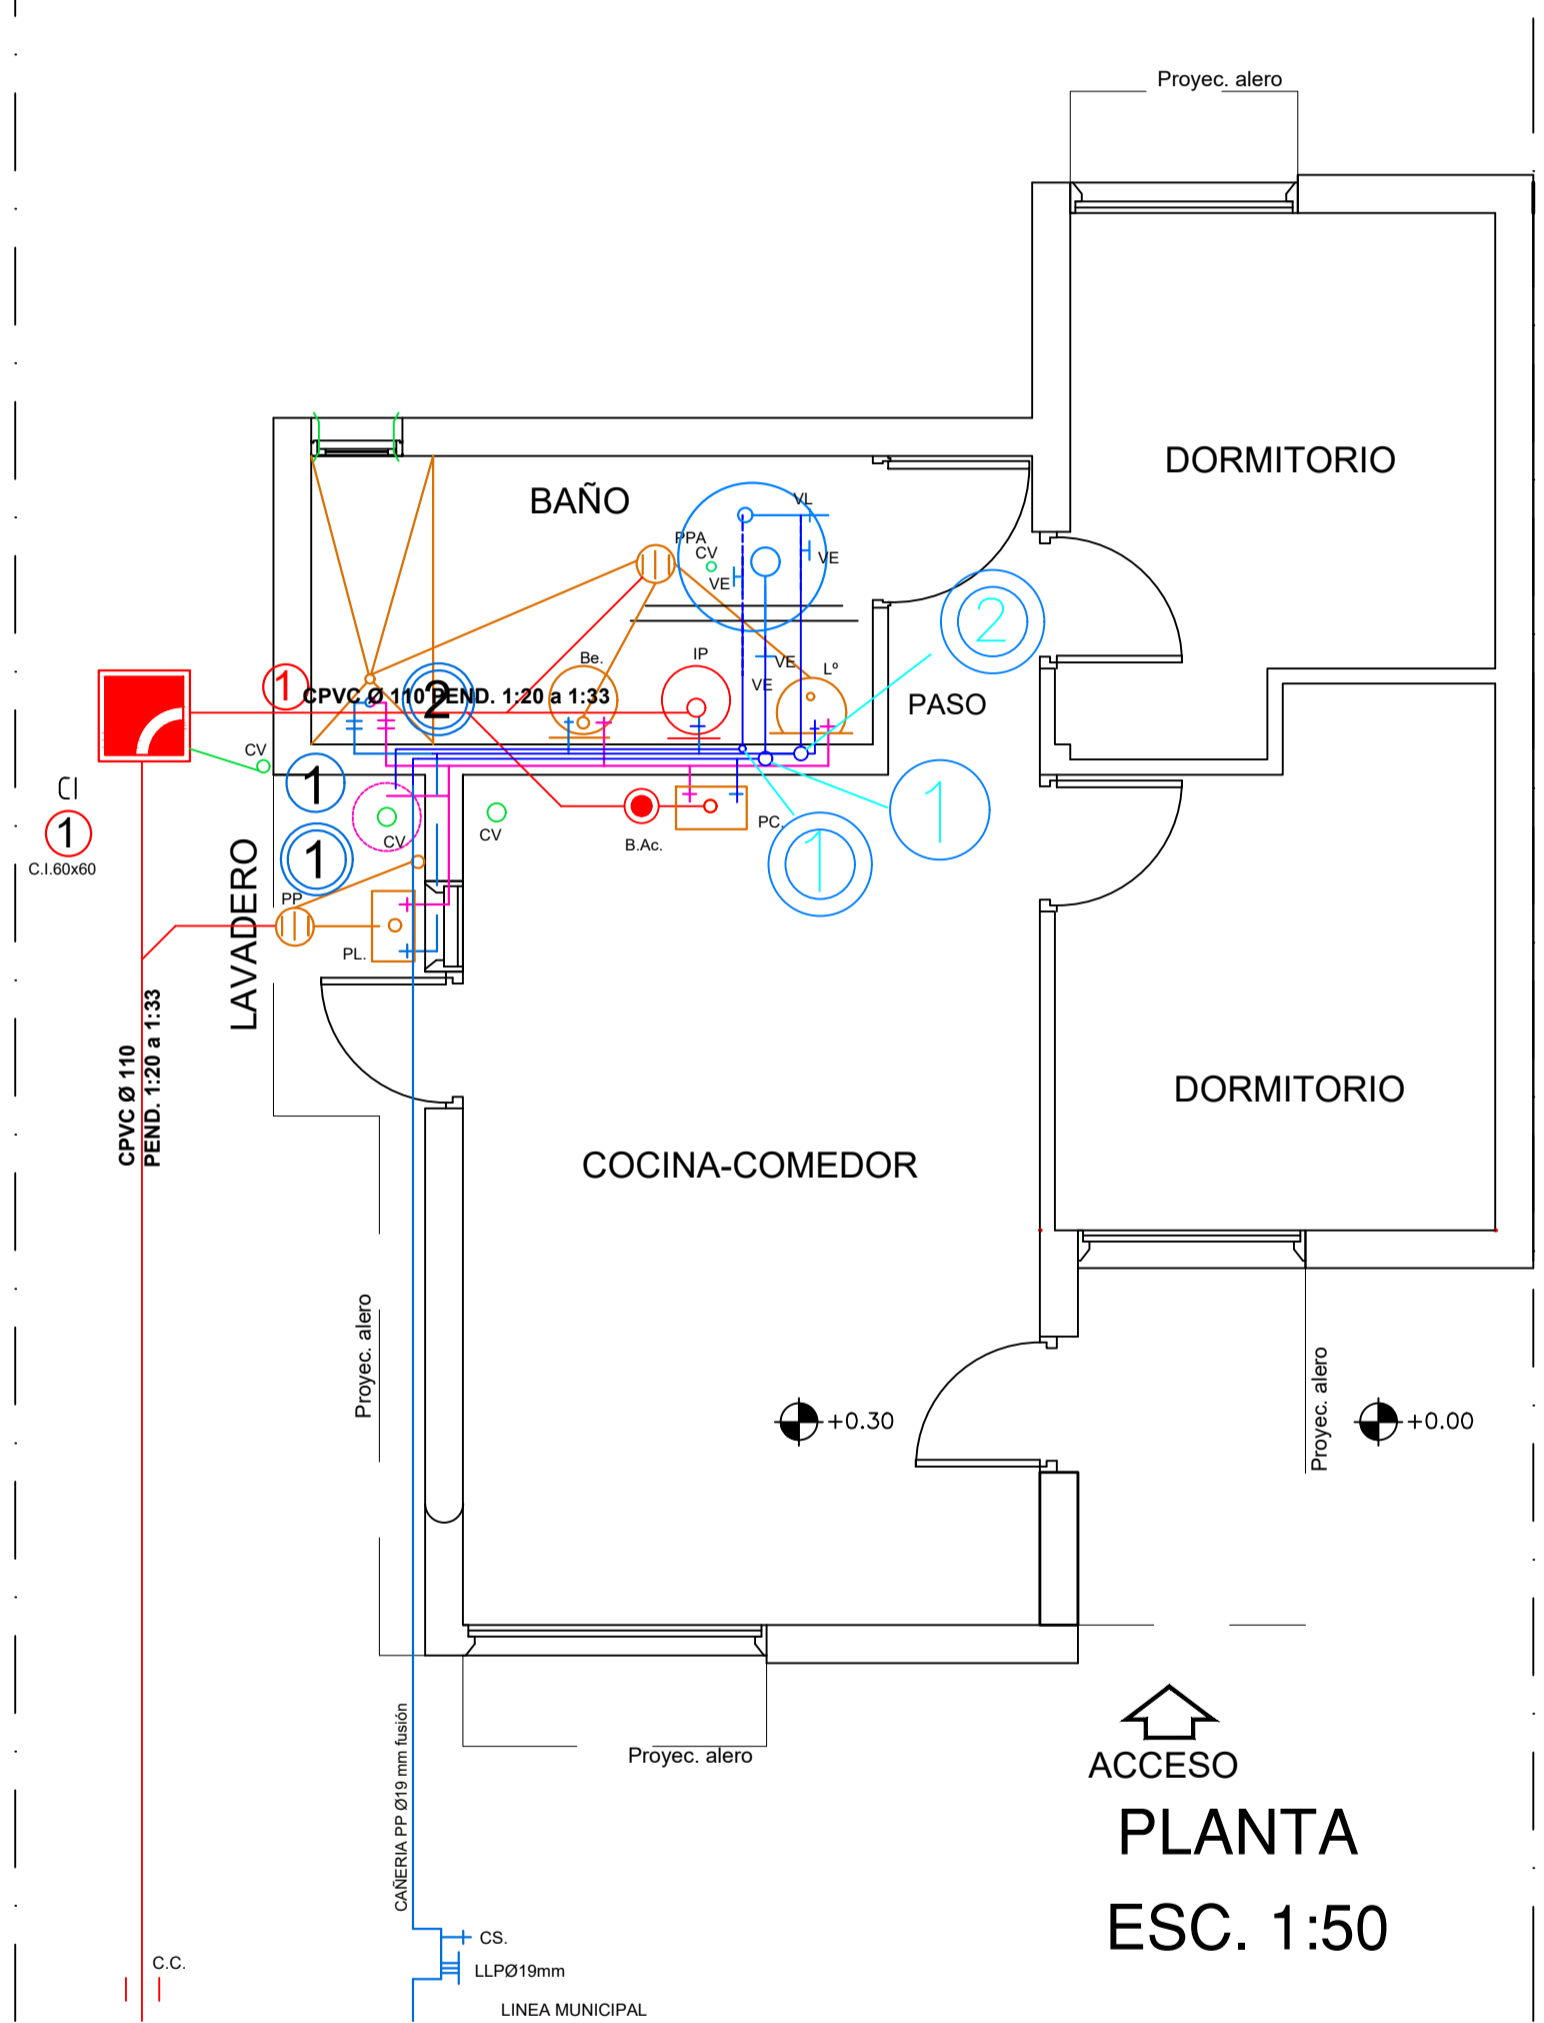 Proyec. alero
DORMITORIO
BAÑO
VL
PPA
CV
VE
VE
2
Be.
IP
VE
VE
Lº
1
CPVC Ø 110 PEND. 1:20 a 1:33
2
PASO
CV
1
CI
1
C.I.60x60
1
CV
CV
B.Ac.
PC.
1
1
LAVADERO
PP
PL.
CPVC Ø 110
PEND. 1:20 a 1:33
DORMITORIO
COCINA-COMEDOR
Proyec. alero
+0.30
Proyec. alero
+0.00
CAÑERIA PP Ø19 mm fusión
Proyec. alero
ACCESO
PLANTA
ESC. 1:50
CS.
C.C.
LLPØ19mm
LINEA MUNICIPAL